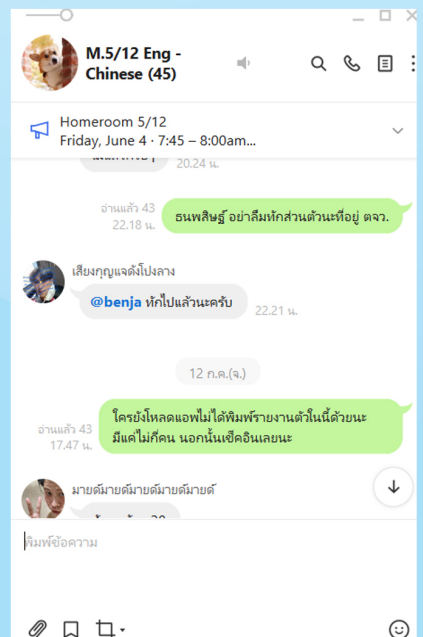 M.5/12 Eng -
Chinese (45)
Homeroom 5/12
Friday, June 4 · 7:45 – 8:00am...
20.24 น.
อ่านแล้ว 43
22.18 น.
ธนพสิษฐ์ อย่าลืมทักส่วนตัวนะที่อยู่ ตจว.
เสียงกุญแจดังโปงลาง
@benja ทักไปแล้วนะครับ
22.21 น.
12 ก.ค.(จ.)
ใครยังโหลดแอพไม่ได้พิมพ์รายงานตัวในนี้ด้วยนะ
มีแค่ไม่กี่คน นอกนั้นเช็คอินเลยนะ
อ่านแล้ว 43
17.47 น.
มายด์มายด์มายด์มายด์มายด์
พิมพ์ข้อความ